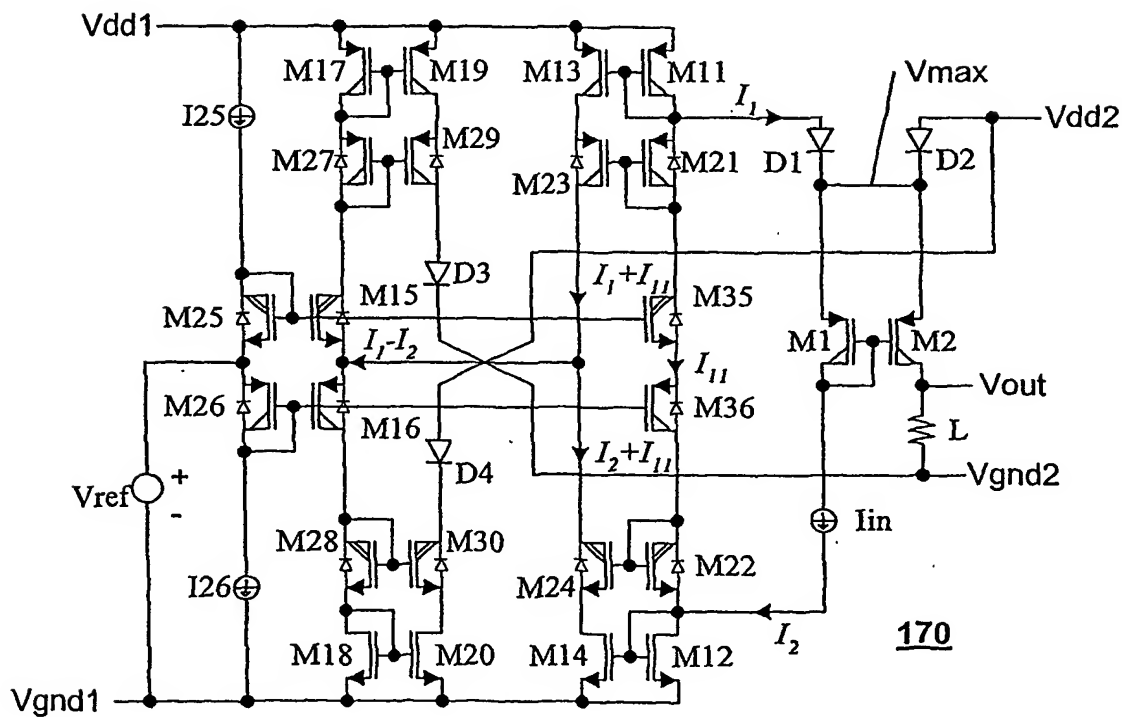 Vdd1
M17
M19
M13
M11
Vmax
I1
Vdd2
I25
M29
D1
D2
M27
M23
M21
D3
I1+I11
M35
M15
M25
I1-I2
M1
M2
I11
Vout
M26
M16
M36
L
I2+I11
D4
Vgnd2
Vref
+
-
M28
M30
Iin
M24
M22
I26
I2
170
M18
M20
M14
M12
Vgnd1